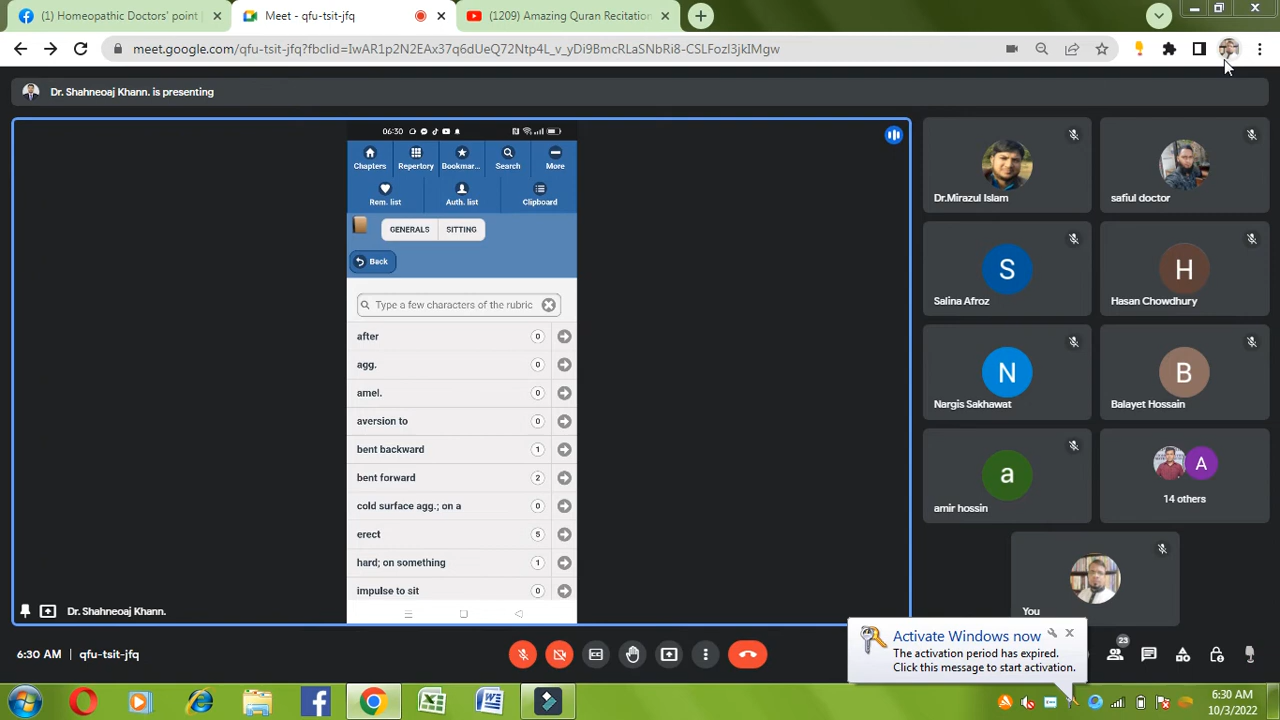 (1) Homeopathic Doctors' point |
Meet - qfu-tsit-jfq
(1209) Amazing Quran Recitation
meet.google.com/qfu-tsit-jfq?fbclid=IwAR1p2N2EAx37q6dUeQ72Nfp4L_v_yDi9BmcRLaSNbRi8-CSLFozI3jkIMgw
Dr. Shahneoaj Khann. is presenting
06:30
Chapters Repertory Bookmar... Search More
Rem. list Auth. list Clipboard
GENERALS SITTING
Back
Type a few characters of the rubric
after 0
agg. 0
amel. 0
aversion to 0
bent backward 1
bent forward 2
cold surface agg.; on a 0
erect 5
hard; on something 1
impulse to sit 0
Dr. Shahneoaj Khann.
Dr.Mirazul Islam
safiul doctor
S
Salina Afroz
H
Hasan Chowdhury
N
Nargis Sakhawat
B
Balayet Hossain
a
amir hossin
A
14 others
You
Activate Windows now
The activation period has expired.
Click this message to start activation.
6:30 AM | qfu-tsit-jfq
23
6:30 AM
10/3/2022